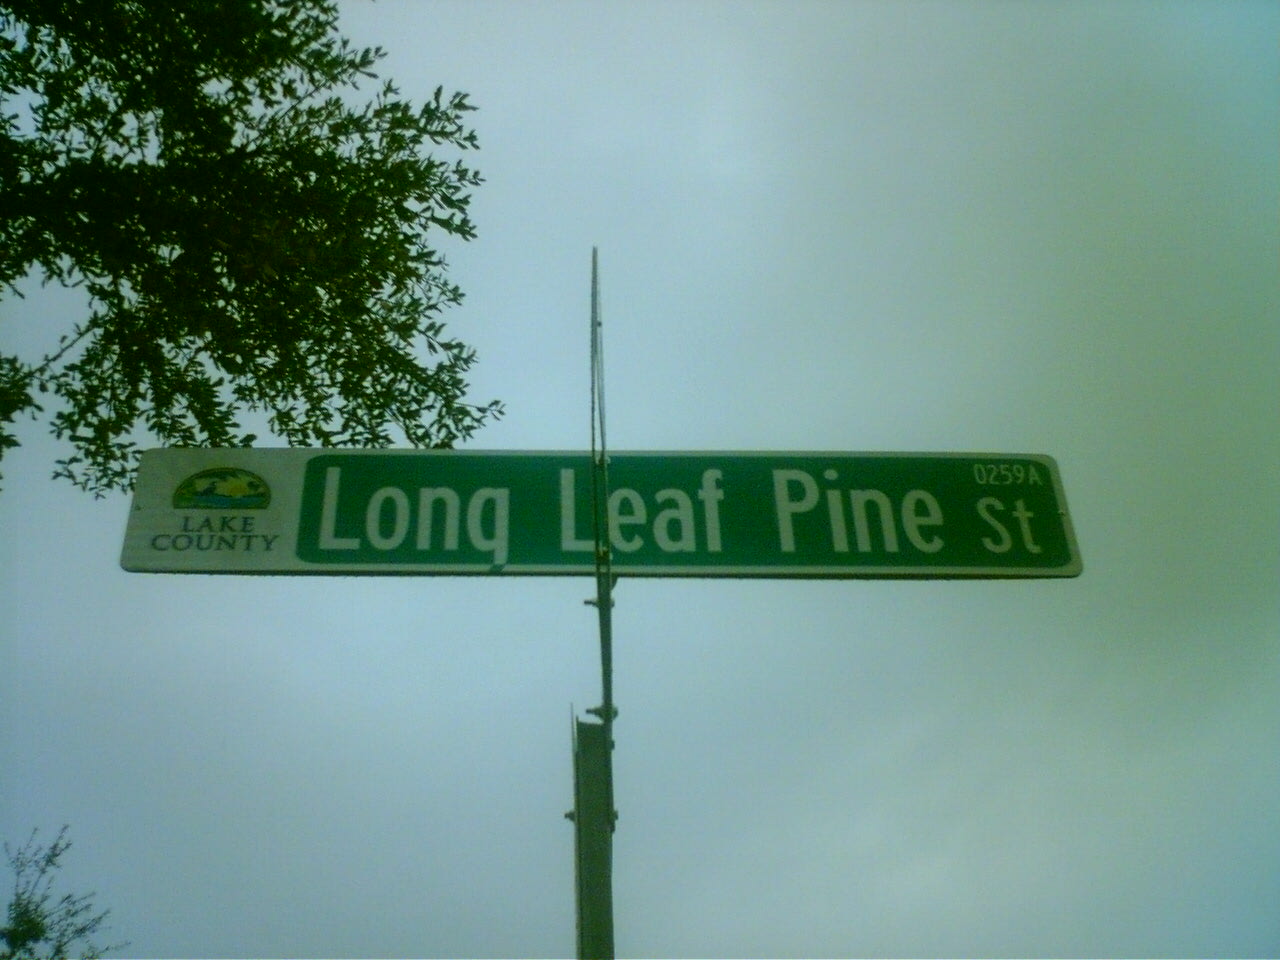 LAKE
COUNTY
Long Leaf Pine St
0259A